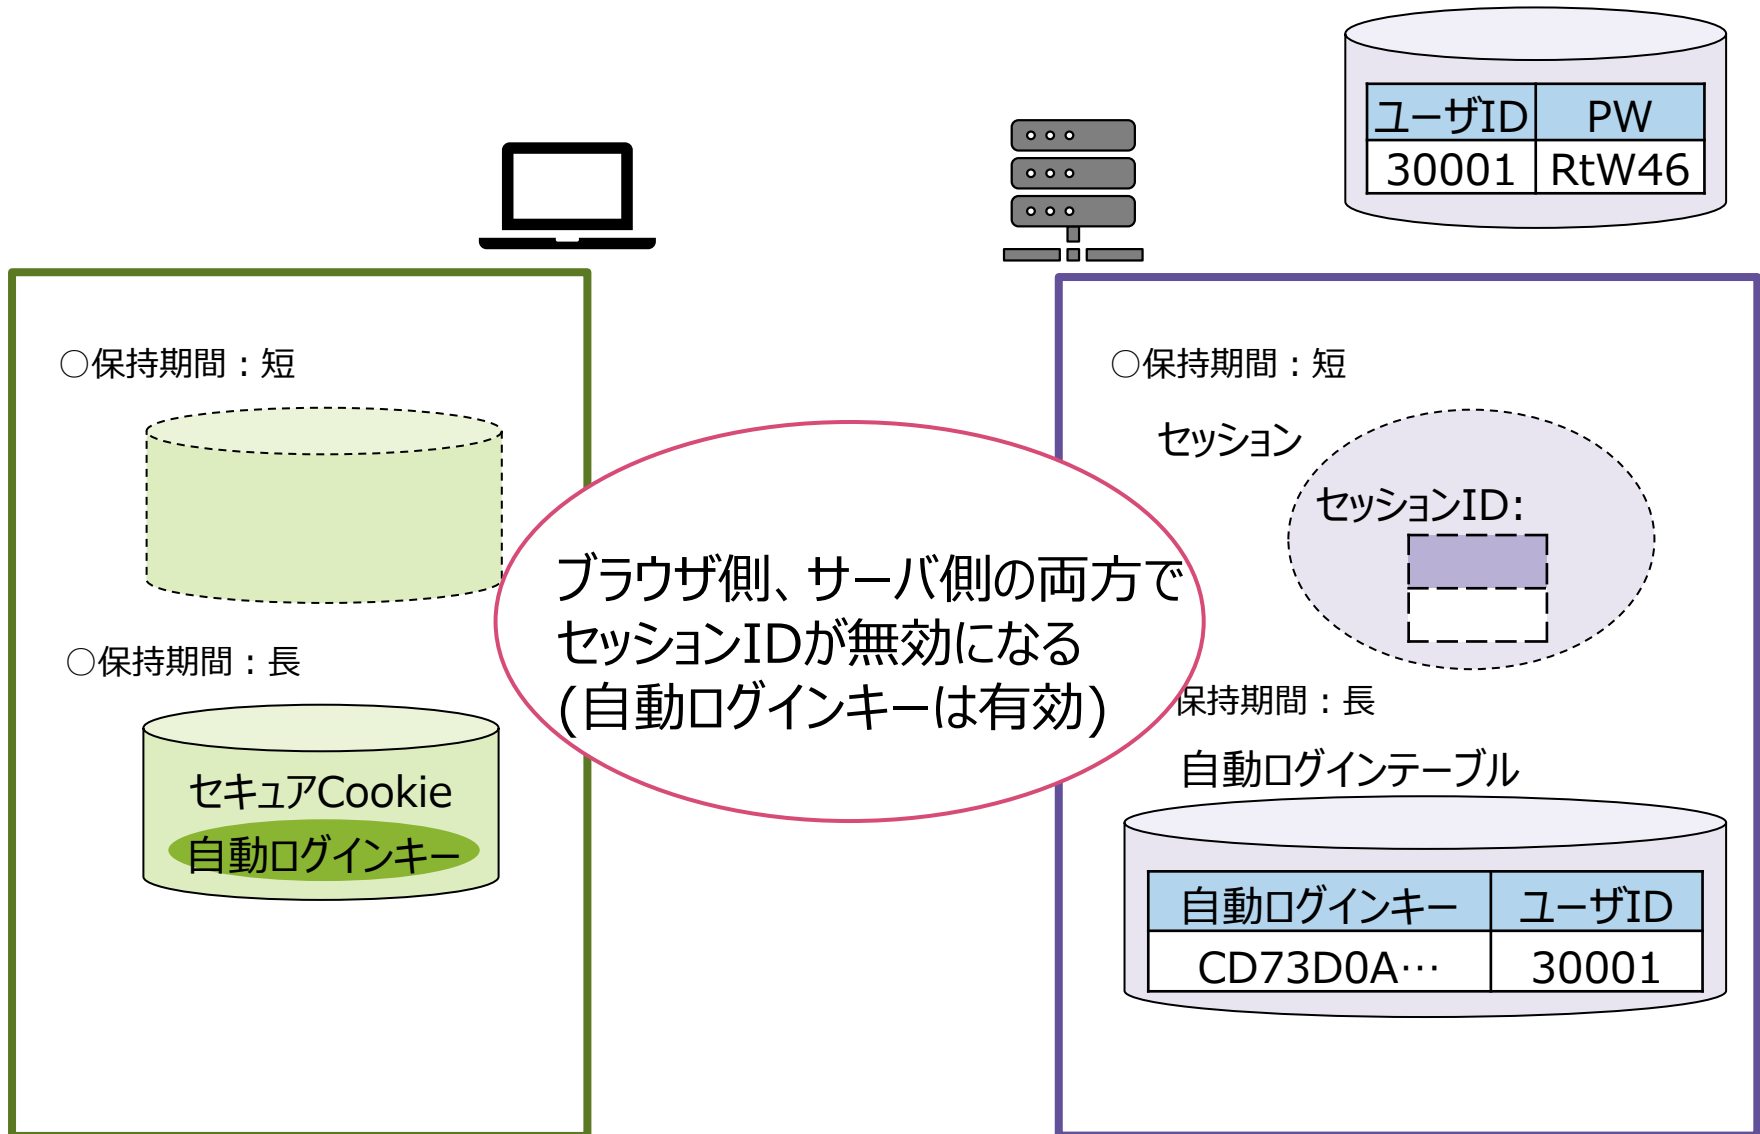 ユーザID PW
30001 RtW46
○保持期間：短
セキュアCookie
自動ログインキー
○保持期間：長
ブラウザ側、サーバ側の両方で
セッションIDが無効になる
(自動ログインキーは有効)
○保持期間：短
セッション
セッションID:
保持期間：長
自動ログインテーブル
自動ログインキー ユーザID
CD73D0A… 30001